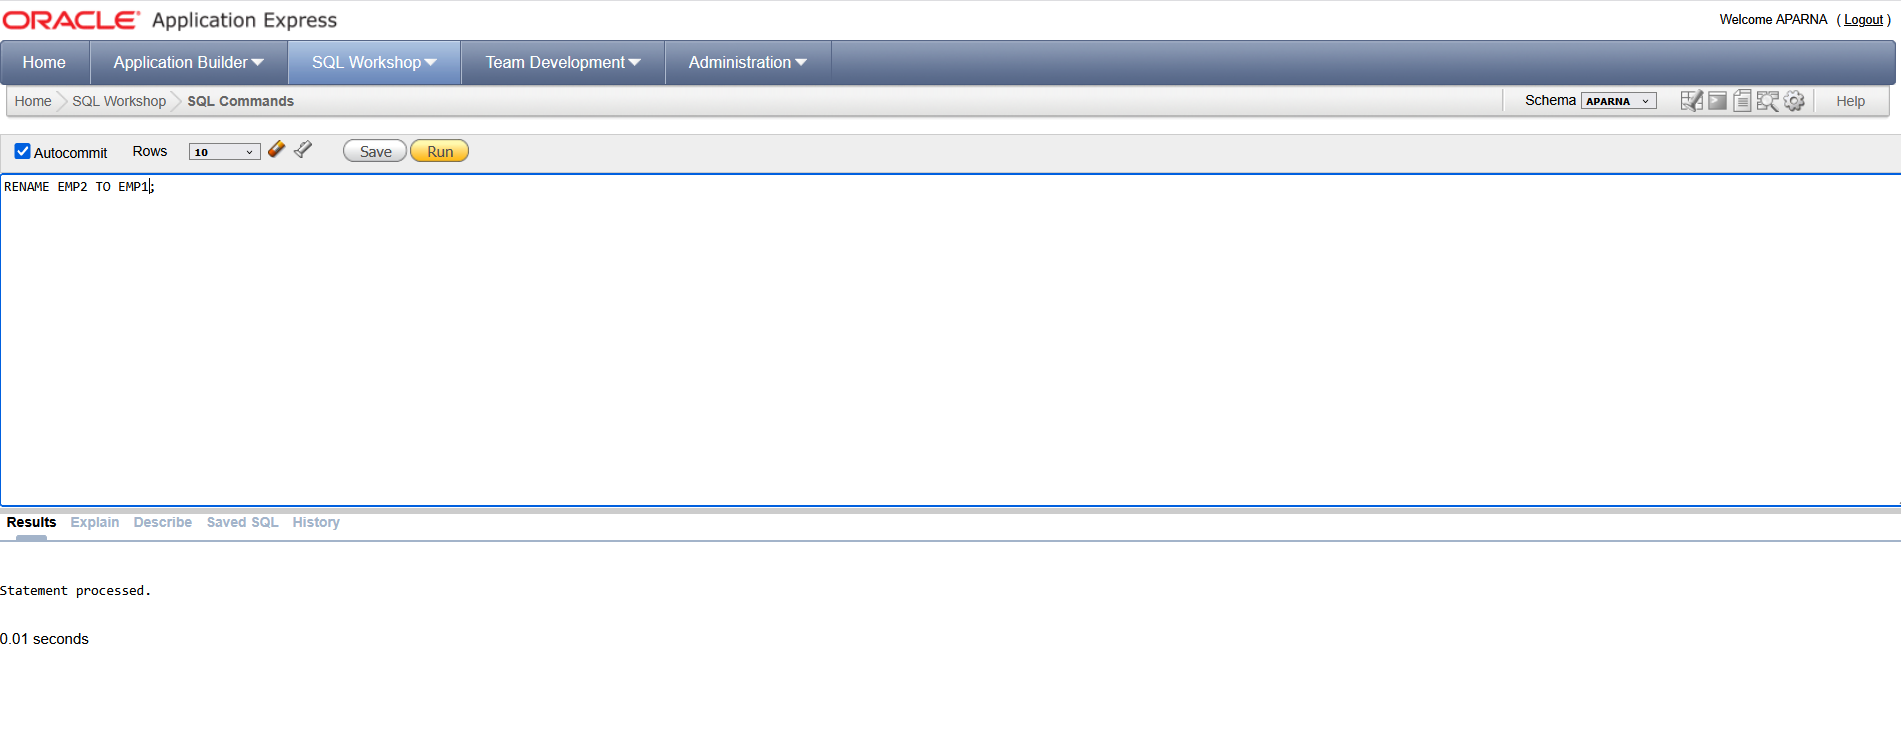 ORACLE Application Express
Welcome APARNA ( Logout )
Home Application Builder SQL Workshop Team Development Administration
Home SQL Workshop SQL Commands Schema APARNA Help
Autocommit Rows 10 Save Run
RENAME EMP2 TO EMP1;
Results Explain Describe Saved SQL History
Statement processed.
0.01 seconds